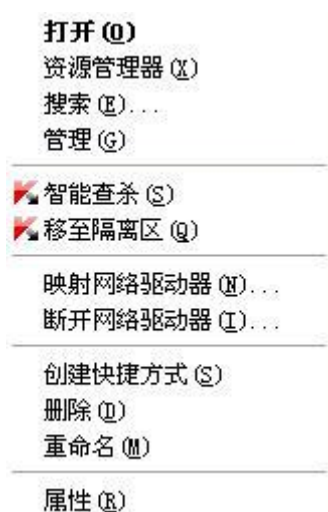 打开(O)
资源管理器(X)
搜索(E)...
管理(G)
智能查杀(S)
移至隔离区(Q)
映射网络驱动器(N)...
断开网络驱动器(I)...
创建快捷方式(S)
删除(D)
重命名(M)
属性(R)